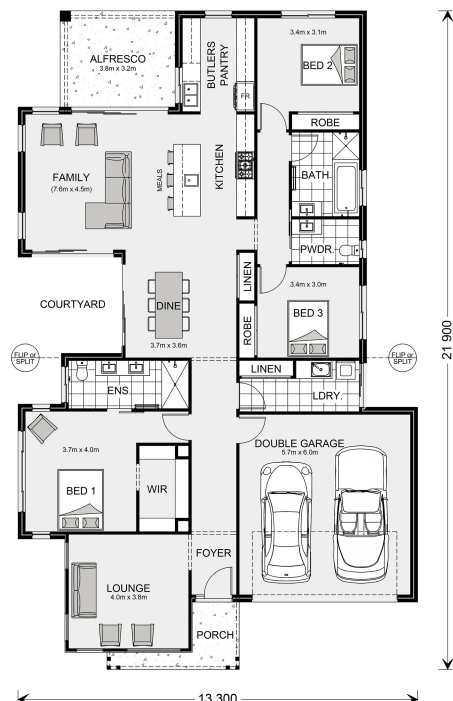 ALFRESCO
3.8m x 3.2m
BUTLERS
PANTRY
3.4m x 3.1m
BED 2
FR
ROBE
FAMILY
(7.6m x 4.5m)
MEALS
KITCHEN
BATH
PWDR.
COURTYARD
DINE
3.7m x 3.6m
LINEN
ROBE
3.4m x 3.0m
BED 3
21 900
FLIP or
SPLIT
FLIP or
SPLIT
ENS
LINEN
LDRY.
3.7m x 4.0m
BED 1
WIR
DOUBLE GARAGE
5.7m x 6.0m
FOYER
LOUNGE
4.0m x 3.8m
PORCH
13 300